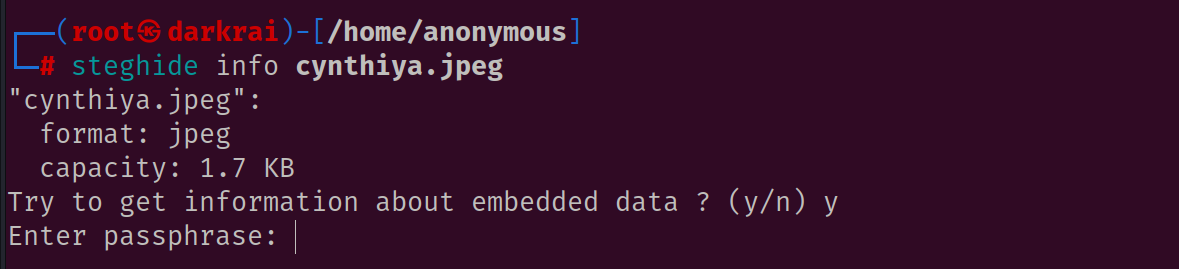 ┌──(root㉿darkrai)-[/home/anonymous]
└─# steghide info cynthiya.jpeg
"cynthiya.jpeg":
  format: jpeg
  capacity: 1.7 KB
Try to get information about embedded data ? (y/n) y
Enter passphrase: